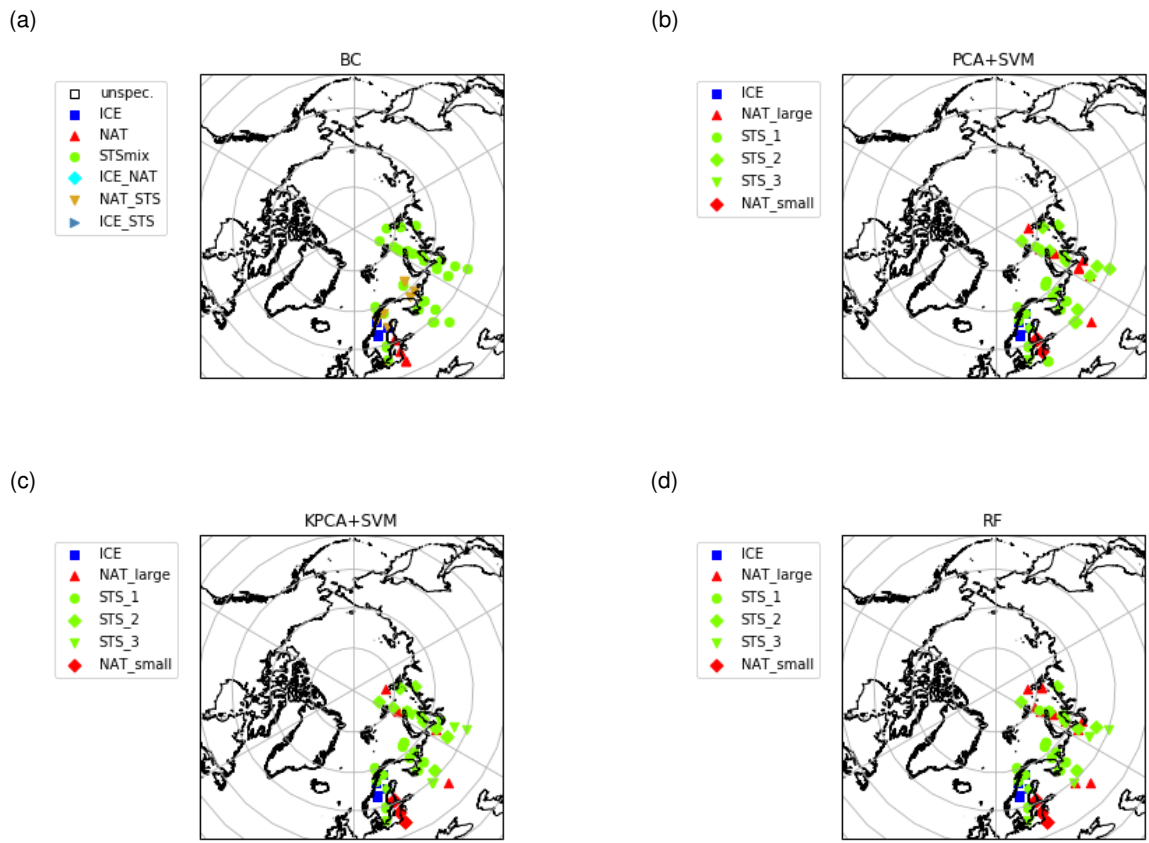 (a)
BC
unspec.
ICE
NAT
STSmix
ICE_NAT
NAT_STS
ICE_STS
(b)
PCA+SVM
ICE
NAT_large
STS_1
STS_2
STS_3
NAT_small
(c)
KPCA+SVM
ICE
NAT_large
STS_1
STS_2
STS_3
NAT_small
(d)
RF
ICE
NAT_large
STS_1
STS_2
STS_3
NAT_small